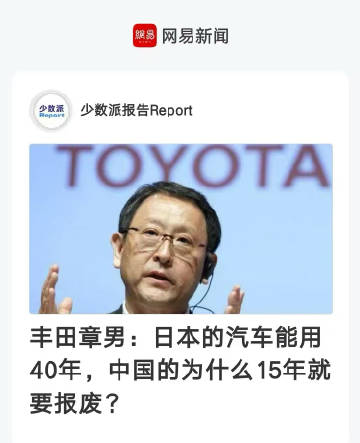 網易 网易新闻
少数派
Report
少数派报告Report
TOYOTA
丰田章男：日本的汽车能用
40年，中国的为什么15年就
要报废？